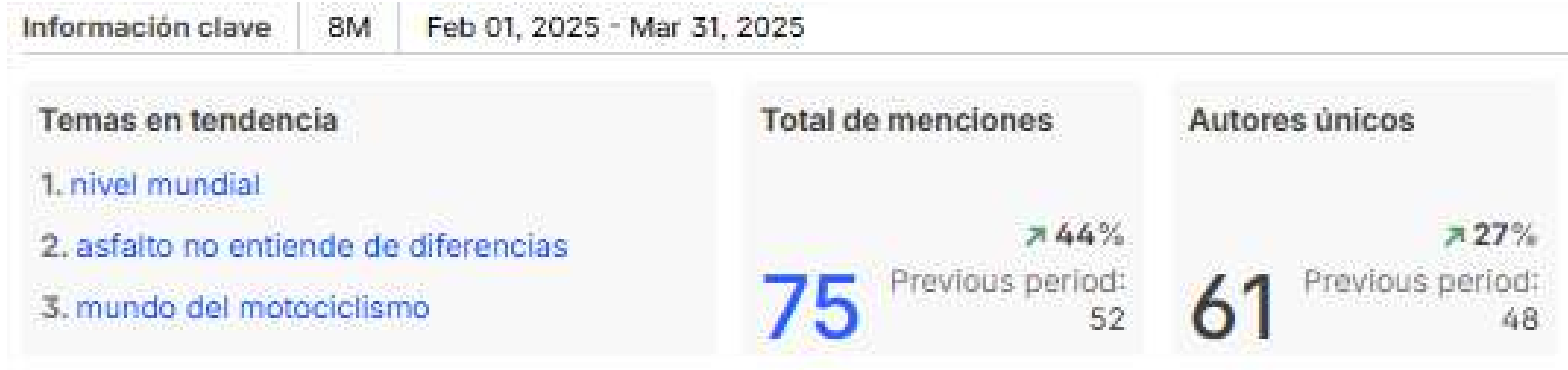 Información clave 8M Feb 01, 2025 - Mar 31, 2025
Temas en tendencia
1. nivel mundial
2. asfalto no entiende de diferencias
3. mundo del motociclismo
Total de menciones
44%
75 Previous period:
52
Autores únicos
27%
61 Previous period:
48